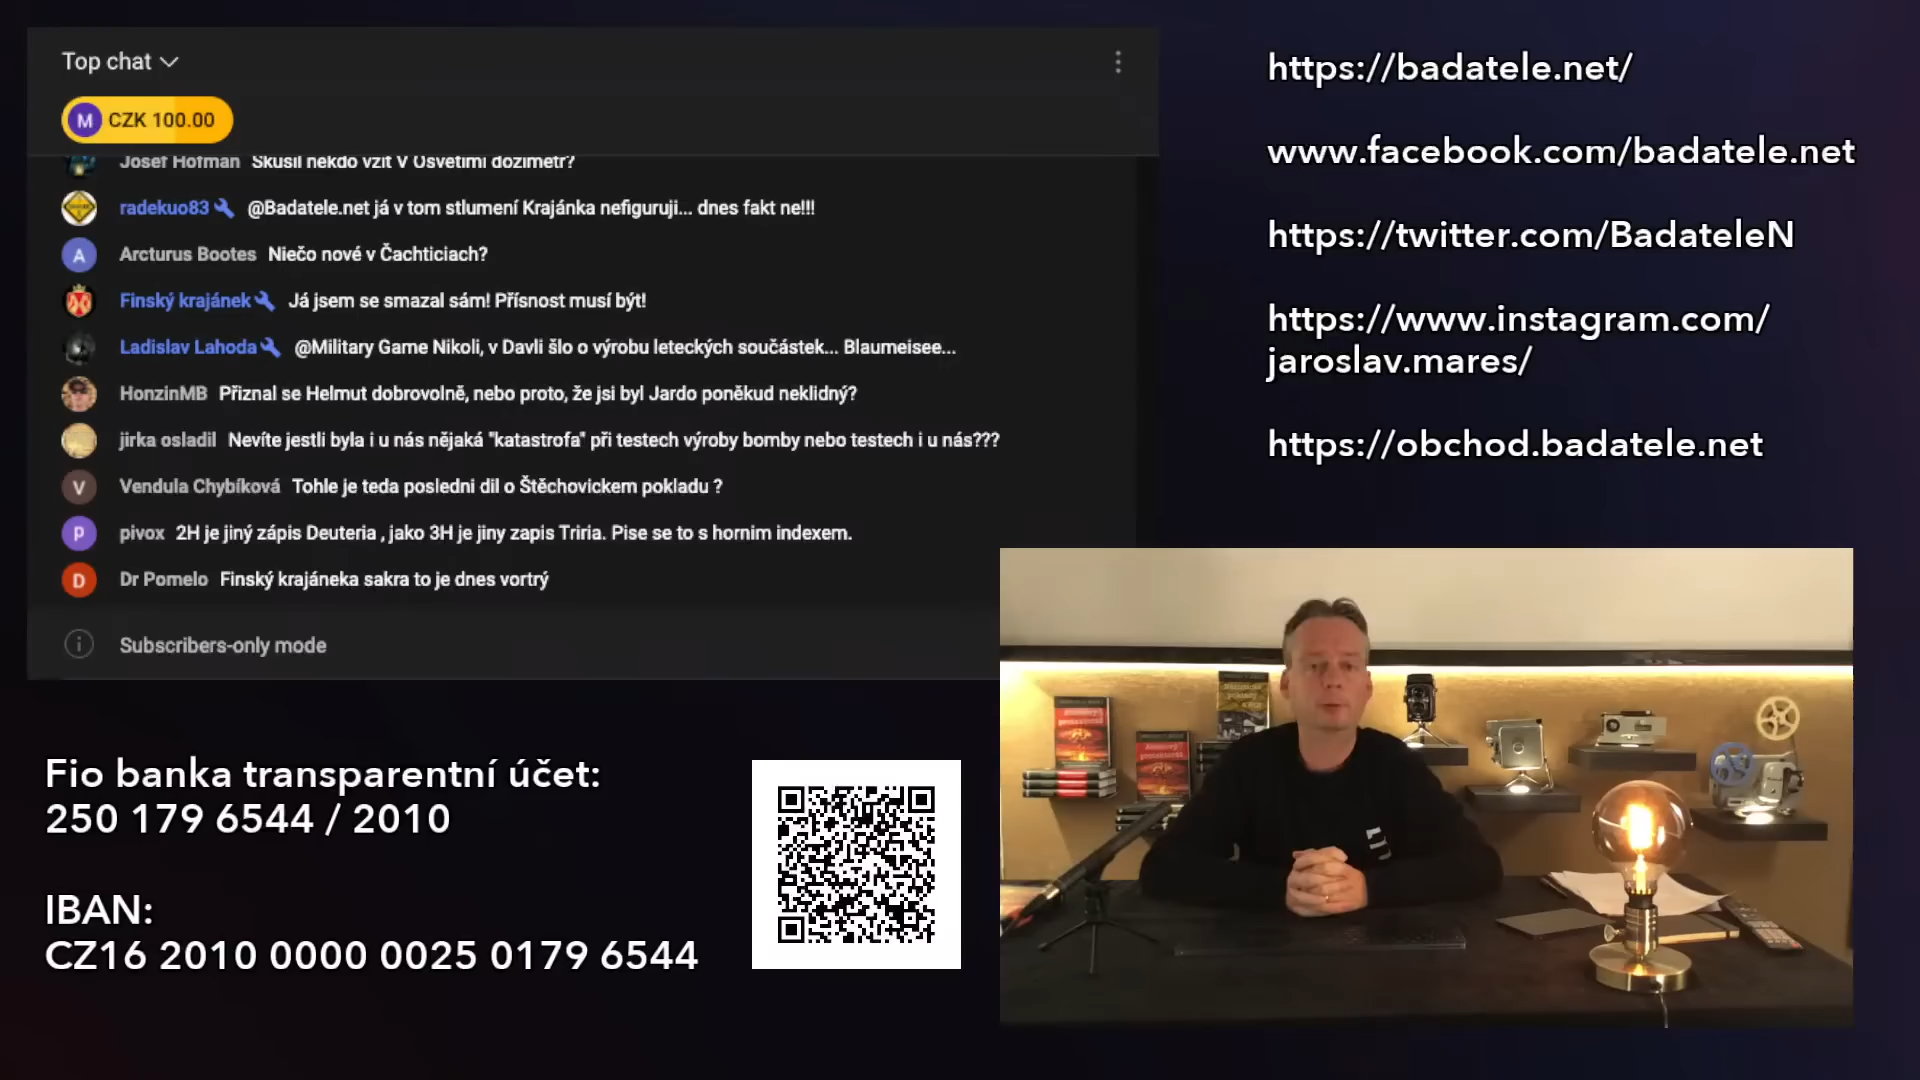 Top chat
M CZK 100.00
Josef Hofman Skusil nekdo vzit V Osvetimi dozimetr?
radekuo83 @Badatele.net já v tom stlumení Krajánka nefiguruji... dnes fakt ne!!!
A Arcturus Bootes Niečo nové v Čachticiach?
Finský krajánek Já jsem se smazal sám! Přísnost musí být!
Ladislav Lahoda @Military Game Nikoli, v Davli šlo o výrobu leteckých součástek... Blaumeisee...
HonzinMB Přiznal se Helmut dobrovolně, nebo proto, že jsi byl Jardo poněkud neklidný?
jirka osladil Nevíte jestli byla i u nás nějaká "katastrofa" při testech výroby bomby nebo testech i u nás???
V Vendula Chybíková Tohle je teda posledni dil o Štěchovickem pokladu ?
P pivox 2H je jiný zápis Deuteria , jako 3H je jiny zapis Triria. Pise se to s hornim indexem.
D Dr Pomelo Finský krajáneka sakra to je dnes vortrý
Subscribers-only mode
https://badatele.net/
www.facebook.com/badatele.net
https://twitter.com/BadateleN
https://www.instagram.com/
jaroslav.mares/
https://obchod.badatele.net
Fio banka transparentní účet:
250 179 6544 / 2010
IBAN:
CZ16 2010 0000 0025 0179 6544